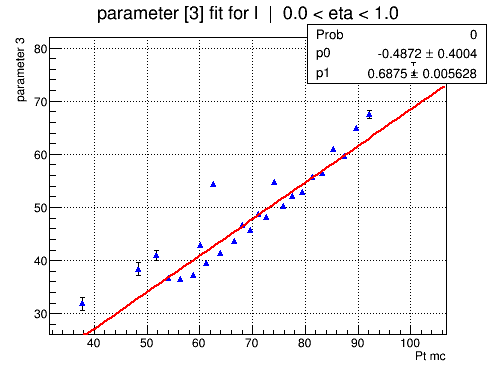 parameter [3] fit for l | 0.0 < eta < 1.0
Prob 0
p0 -0.4872 ± 0.4004
p1 0.6875 ± 0.005628
parameter 3
80
70
60
50
40
30
40 50 60 70 80 90 100
Pt mc